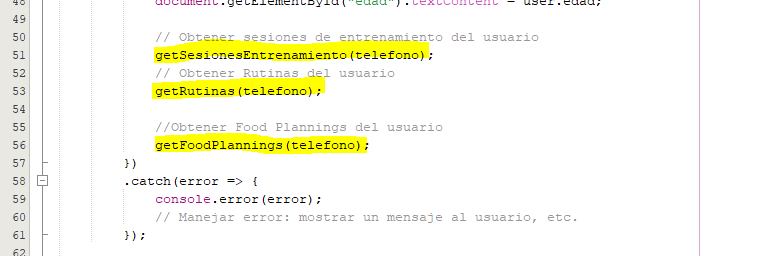 48 document.getElementById("edad").textContent = user.edad;
49
50 // Obtener sesiones de entrenamiento del usuario
51 getSesionesEntrenamiento(telefono);
52 // Obtener Rutinas del usuario
53 getRutinas(telefono);
54
55 //Obtener Food Plannings del usuario
56 getFoodPlannings(telefono);
57 })
58 .catch(error => {
59 console.error(error);
60 // Manejar error: mostrar un mensaje al usuario, etc.
61 });
62